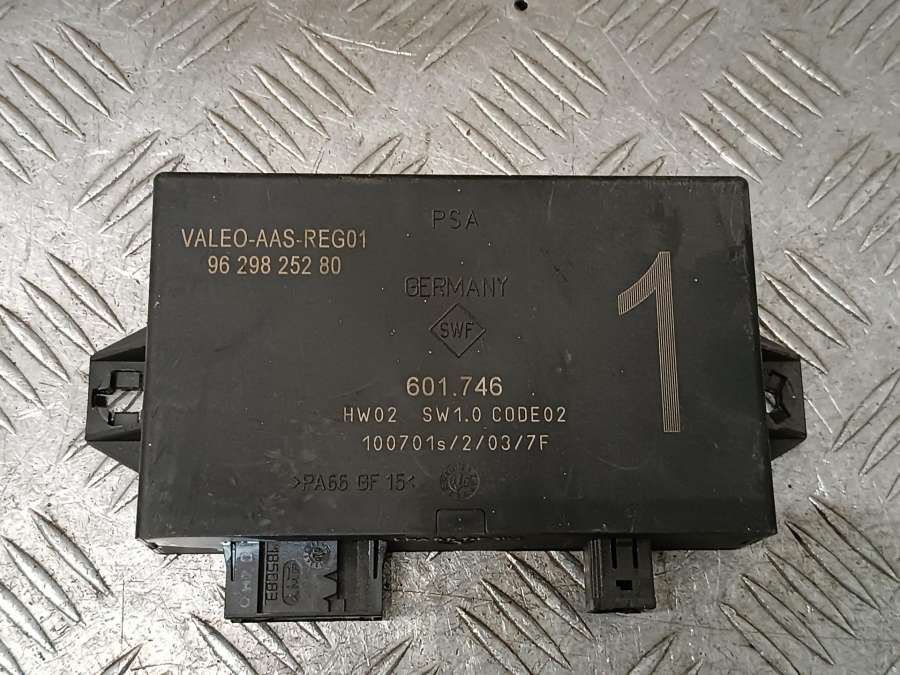 PSA
VALEO-AAS-REG01
96 298 252 80
GERMANY
SWF
1
601.746
HW02 SW1.0 CODE02
100701s/2/03/7F
>PA66 GF 15<
185083